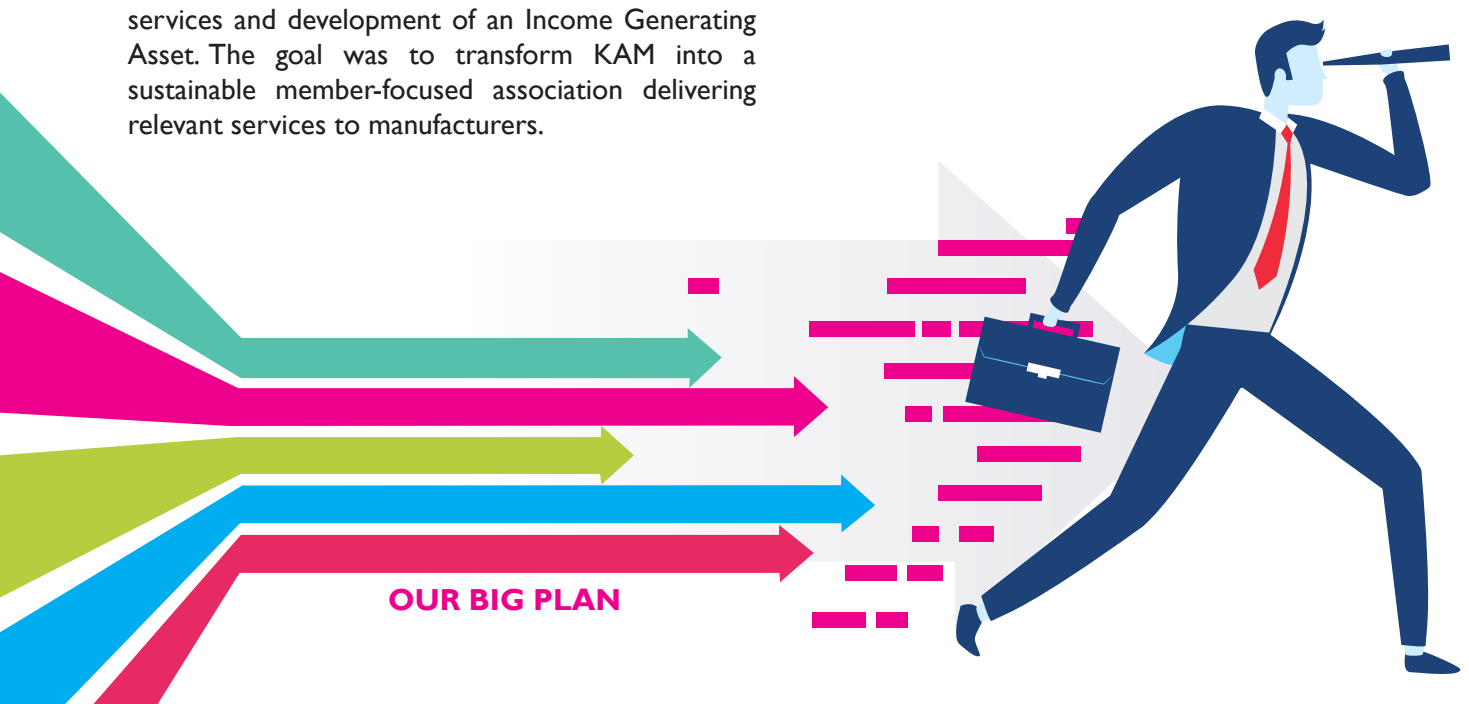 services and development of an Income Generating
Asset. The goal was to transform KAM into a
sustainable member-focused association delivering
relevant services to manufacturers.
OUR BIG PLAN